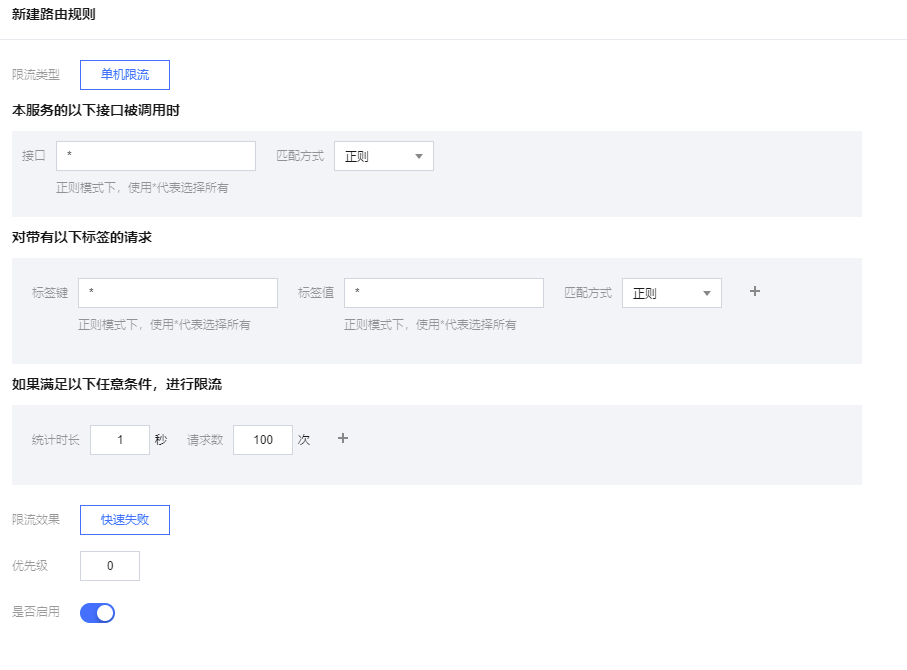 新建路由规则
限流类型 单机限流
本服务的以下接口被调用时
接口 * 匹配方式 正则
正则模式下，使用*代表选择所有
对带有以下标签的请求
标签键 * 标签值 * 匹配方式 正则 +
正则模式下，使用*代表选择所有 正则模式下，使用*代表选择所有
如果满足以下任意条件，进行限流
统计时长 1 秒 请求数 100 次 +
限流效果 快速失败
优先级 0
是否启用